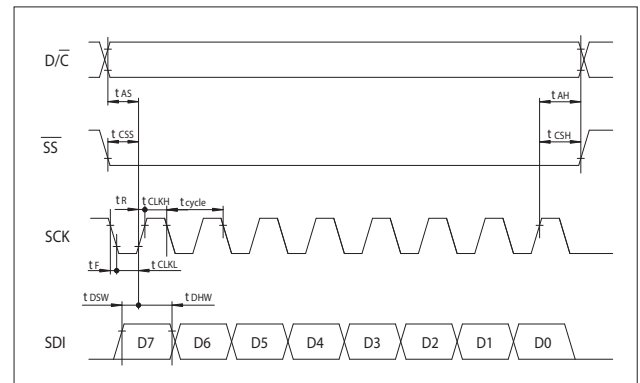 D/C̅
t AS
t AH
t CSS
t CSH
S̅S̅
t R
t CLKH
t cycle
SCK
t F
t CLKL
t DSW
t DHW
SDI
D7
D6
D5
D4
D3
D2
D1
D0